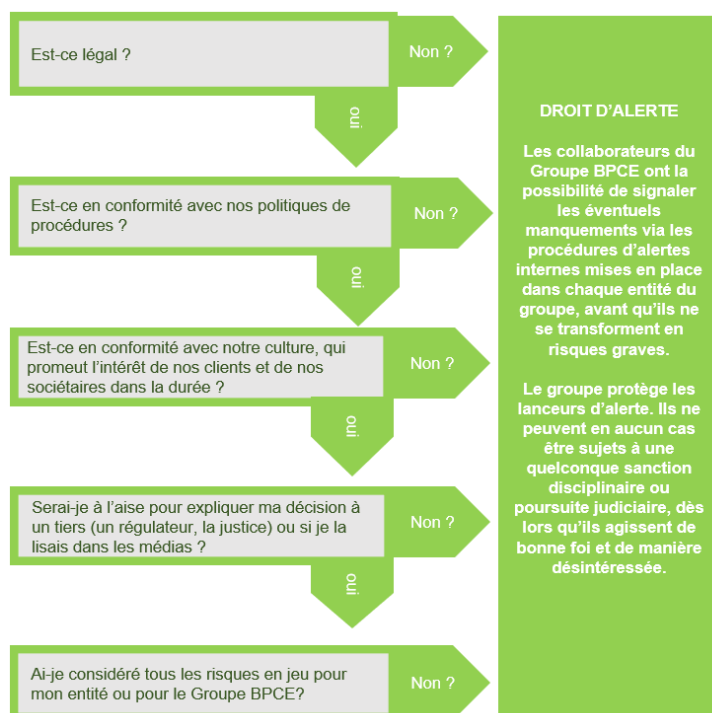 Est-ce légal ?
Non ?
oui
Est-ce en conformité avec nos politiques de
procédures ?
Non ?
oui
Est-ce en conformité avec notre culture, qui
promeut l’intérêt de nos clients et de nos
sociétaires dans la durée ?
Non ?
oui
Serai-je à l’aise pour expliquer ma décision à
un tiers (un régulateur, la justice) ou si je la
lisais dans les médias ?
Non ?
oui
Ai-je considéré tous les risques en jeu pour
mon entité ou pour le Groupe BPCE?
Non ?
DROIT D’ALERTE
Les collaborateurs du
Groupe BPCE ont la
possibilité de signaler
les éventuels
manquements via les
procédures d’alertes
internes mises en place
dans chaque entité du
groupe, avant qu’ils ne
se transforment en
risques graves.
Le groupe protège les
lanceurs d’alerte. Ils ne
peuvent en aucun cas
être sujets à une
quelconque sanction
disciplinaire ou
poursuite judiciaire, dès
lors qu’ils agissent de
bonne foi et de manière
désintéressée.